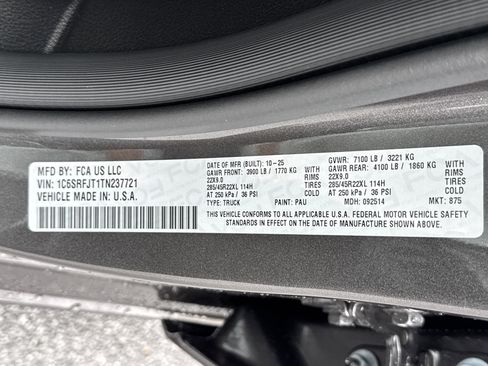 MFD BY: FCA US LLC
VIN: 1C6SRFJT1TN237721
VEHICLE MADE IN: U.S.A.
DATE OF MFR (BUILT): 10-25 GVWR: 7100 LB / 3221 KG
GAWR FRONT: 3900 LB / 1770 KG WITH GAWR REAR: 4100 LB / 1860 KG WITH
22X9.0 RIMS 22X9.0 RIMS
285/45R22XL 114H TIRES 285/45R22XL 114H TIRES
AT 250 kPa / 36 PSI COLD AT 250 kPa / 36 PSI COLD
TYPE: TRUCK PAINT: PAU MDH: 092514 MKT: 875
THIS VEHICLE CONFORMS TO ALL APPLICABLE U.S.A. FEDERAL MOTOR VEHICLE SAFETY
STANDARDS IN EFFECT ON THE DATE OF MANUFACTURE SHOWN ABOVE.